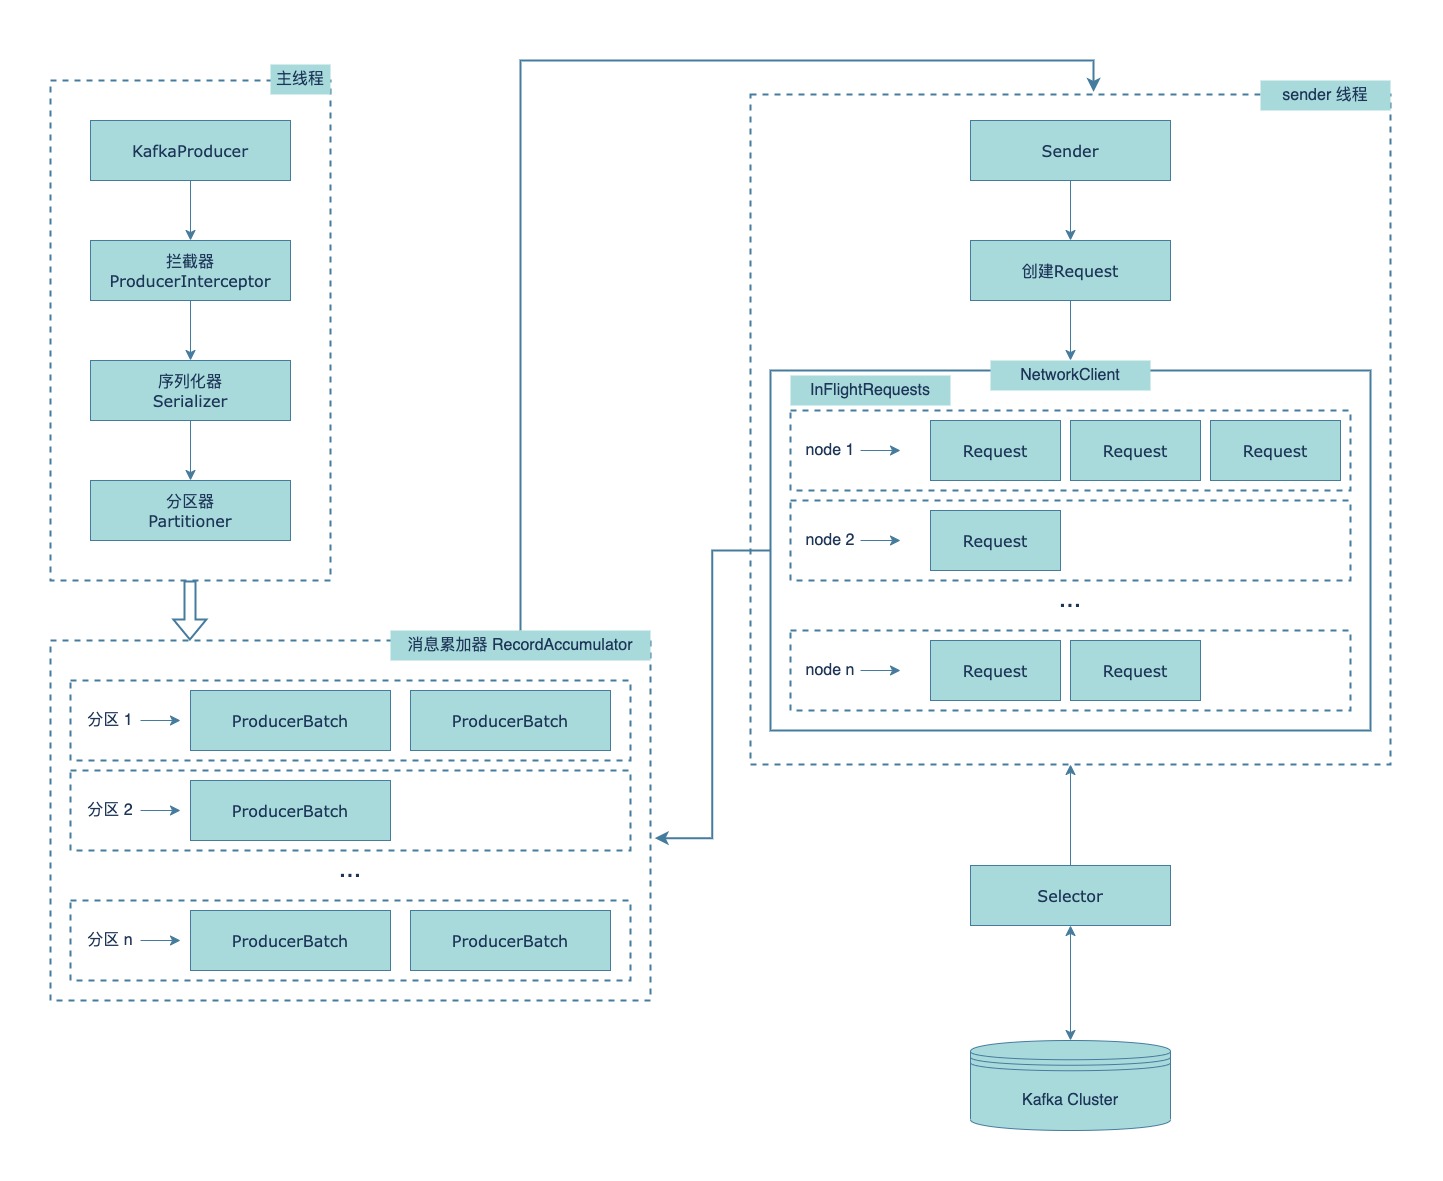 主线程
KafkaProducer
拦截器
ProducerInterceptor
序列化器
Serializer
分区器
Partitioner
消息累加器 RecordAccumulator
分区 1
ProducerBatch
ProducerBatch
分区 2
ProducerBatch
...
分区 n
ProducerBatch
ProducerBatch
sender 线程
Sender
创建Request
NetworkClient
InFlightRequests
node 1
Request
Request
Request
node 2
Request
...
node n
Request
Request
Selector
Kafka Cluster